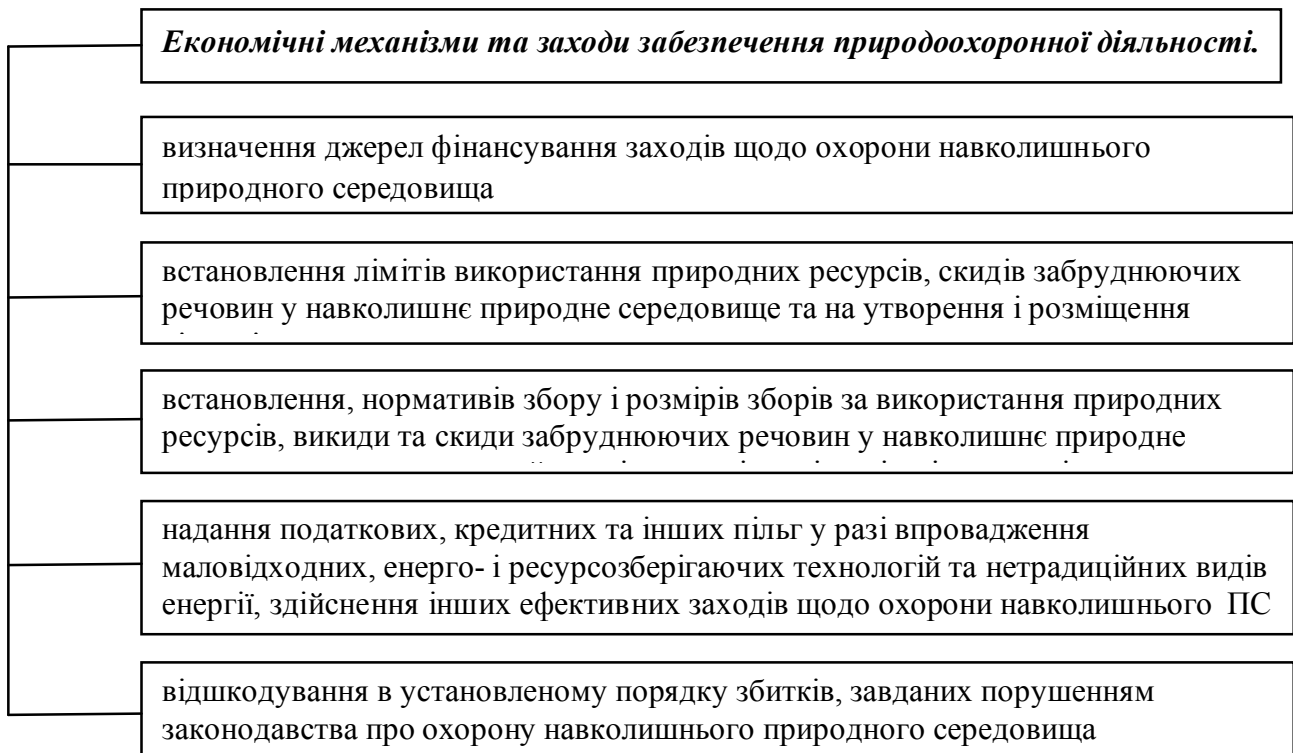 Економічні механізми та заходи забезпечення природоохоронної діяльності.
визначення джерел фінансування заходів щодо охорони навколишнього
природного середовища
встановлення лімітів використання природних ресурсів, скидів забруднюючих
речовин у навколишнє природне середовище та на утворення і розміщення
встановлення, нормативів збору і розмірів зборів за використання природних
ресурсів, викиди та скиди забруднюючих речовин у навколишнє природне
надання податкових, кредитних та інших пільг у разі впровадження
маловідходних, енерго- і ресурсозберігаючих технологій та нетрадиційних видів
енергії, здійснення інших ефективних заходів щодо охорони навколишнього ПС
відшкодування в установленому порядку збитків, завданих порушенням
законодавства про охорону навколишнього природного середовища